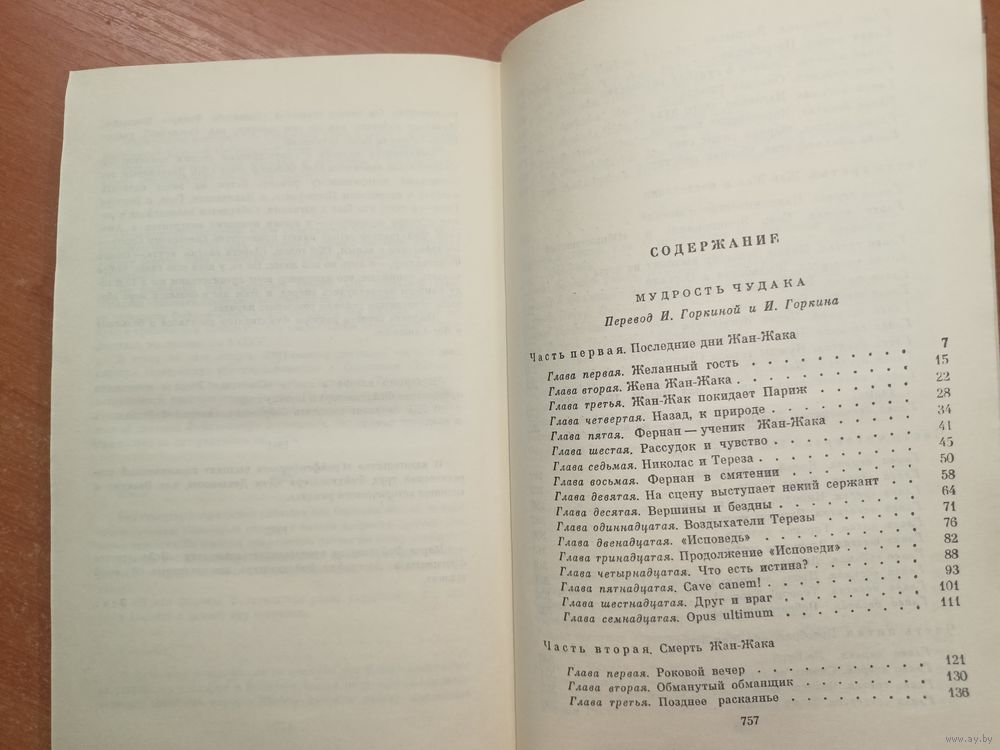 СОДЕРЖАНИЕ
МУДРОСТЬ ЧУДАКА
Перевод И. Горкиной и И. Горкина
Часть первая. Последние дни Жан-Жака
Глава первая. Желанный гость . . . . . . . . . . 7
Глава вторая. Жена Жан-Жака . . . . . . . . . . 15
Глава третья. Жан-Жак покидает Париж . . . . . . 22
Глава четвертая. Назад, к природе . . . . . . . . 28
Глава пятая. Фернан — ученик Жан-Жака . . . . . . 34
Глава шестая. Рассудок и чувство . . . . . . . . 41
Глава седьмая. Николас и Тереза . . . . . . . . . 45
Глава восьмая. Фернан в смятении . . . . . . . . 50
Глава девятая. На сцену выступает некий сержант . . 58
Глава десятая. Вершины и бездны . . . . . . . . . 64
Глава одиннадцатая. Воздыхатели Терезы . . . . . . 71
Глава двенадцатая. «Исповедь» . . . . . . . . . . 76
Глава тринадцатая. Продолжение «Исповеди» . . . . . 82
Глава четырнадцатая. Что есть истина? . . . . . . . 88
Глава пятнадцатая. Cave canem! . . . . . . . . . 93
Глава шестнадцатая. Друг и враг . . . . . . . . . 101
Глава семнадцатая. Opus ultimum . . . . . . . . . 111
Часть вторая. Смерть Жан-Жака
Глава первая. Роковой вечер . . . . . . . . . . . 121
Глава вторая. Обманутый обманщик . . . . . . . . 130
Глава третья. Позднее раскаянье . . . . . . . . . 136
757
www.ay.by